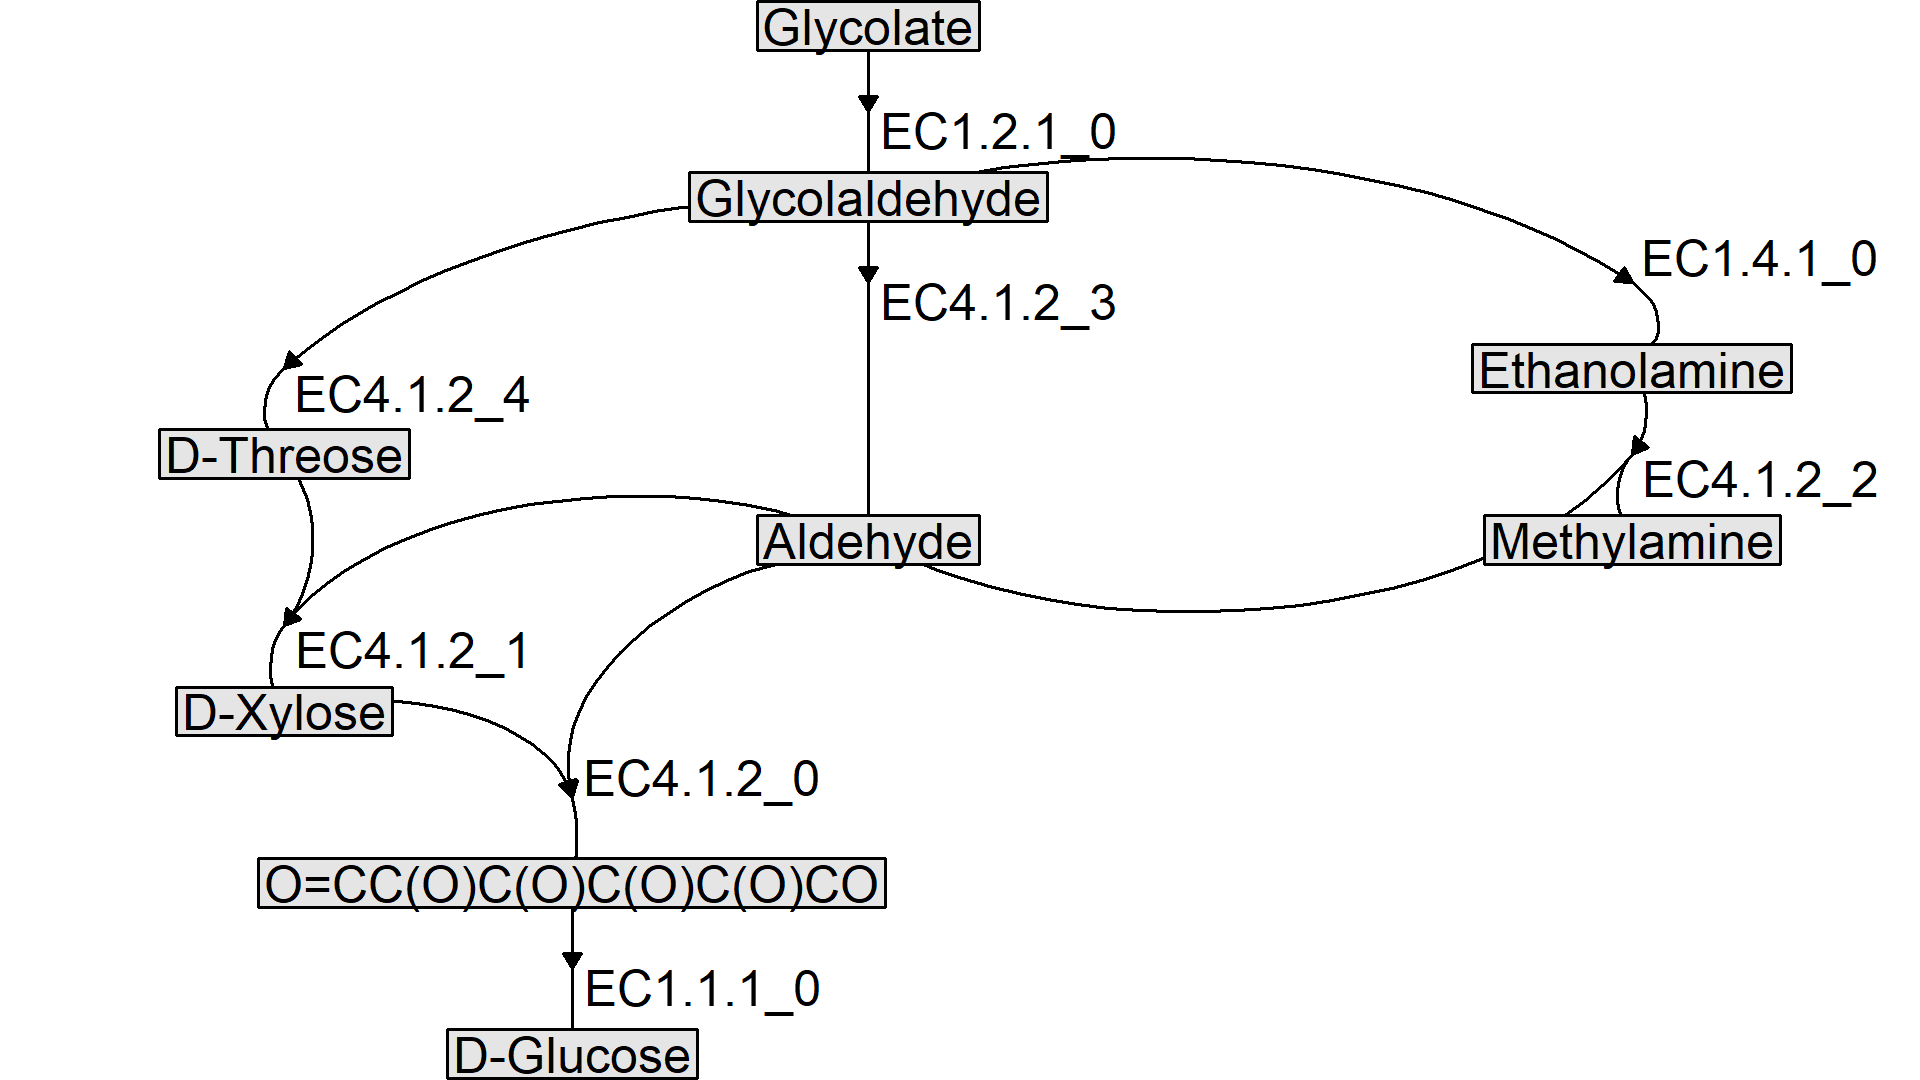 Glycolate
EC1.2.1_0
Glycolaldehyde
EC1.4.1_0
EC4.1.2_3
Ethanolamine
EC4.1.2_4
D-Threose
EC4.1.2_2
Aldehyde
Methylamine
EC4.1.2_1
D-Xylose
EC4.1.2_0
O=CC(O)C(O)C(O)C(O)CO
EC1.1.1_0
D-Glucose